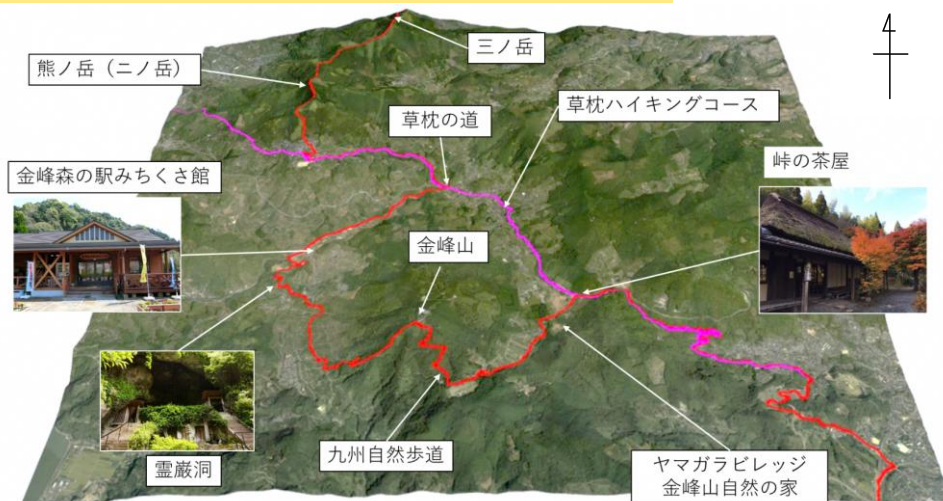 三ノ岳
熊ノ岳（二ノ岳）
草枕の道
草枕ハイキングコース
峠の茶屋
金峰森の駅みちくさ館
金峰山
霊巌洞
九州自然歩道
ヤマガラビレッジ
金峰山自然の家